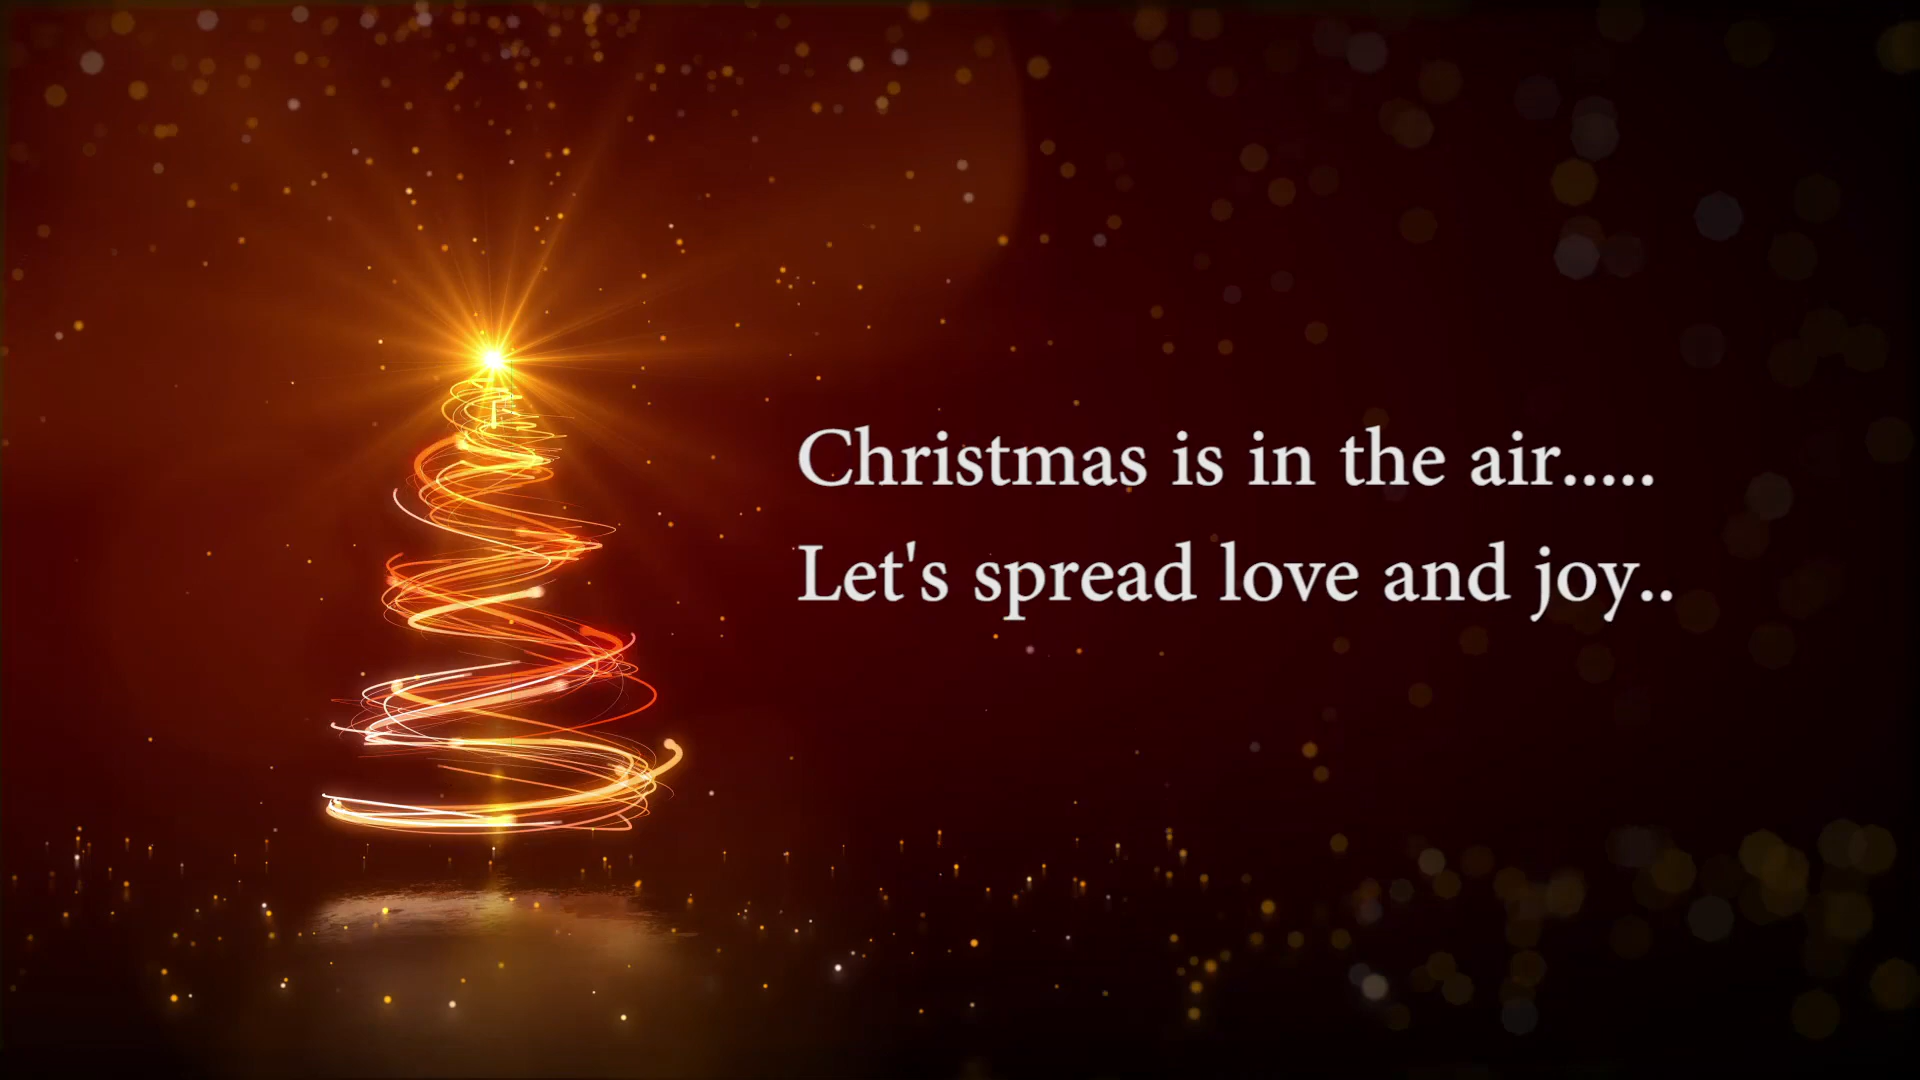 Christmas is in the air.....
Let's spread love and joy..